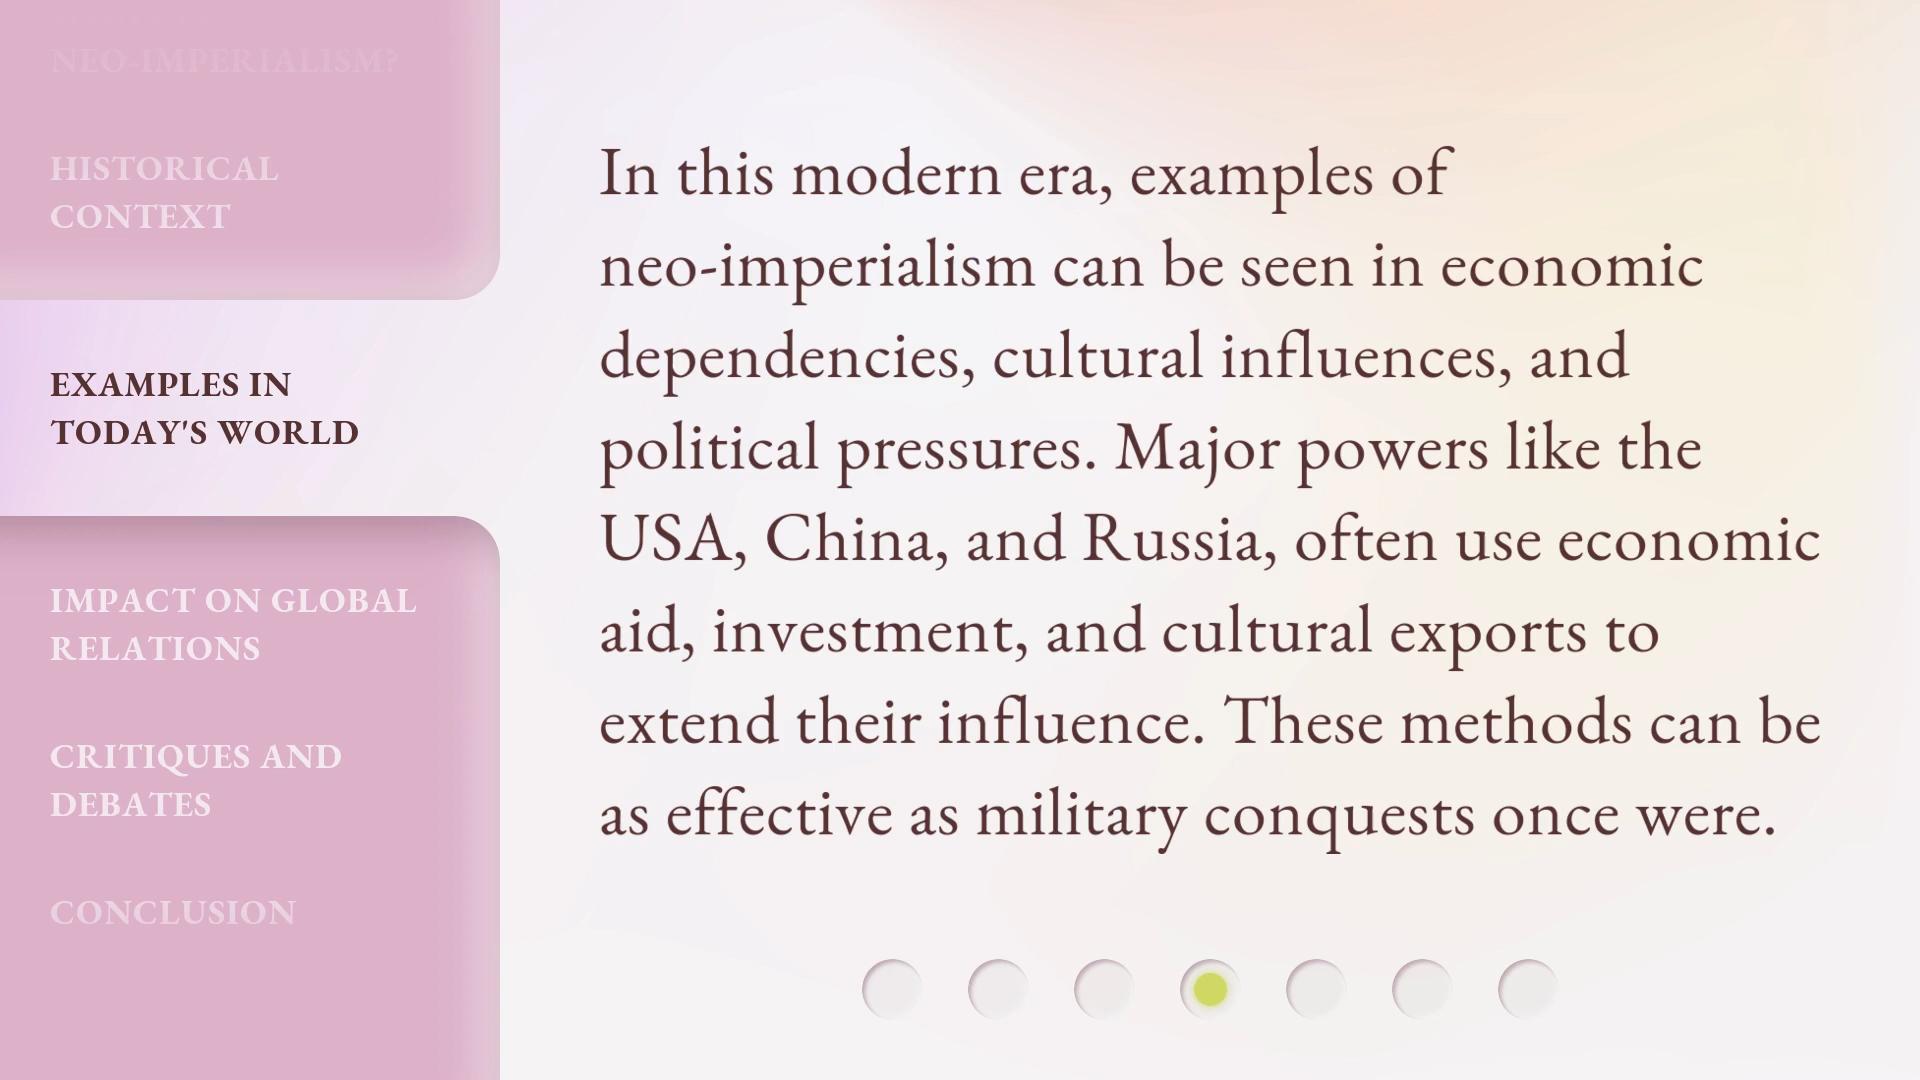 NEO-IMPERIALISM?
HISTORICAL
CONTEXT
EXAMPLES IN
TODAY'S WORLD
IMPACT ON GLOBAL
RELATIONS
CRITIQUES AND
DEBATES
CONCLUSION
In this modern era, examples of
neo-imperialism can be seen in economic
dependencies, cultural influences, and
political pressures. Major powers like the
USA, China, and Russia, often use economic
aid, investment, and cultural exports to
extend their influence. These methods can be
as effective as military conquests once were.